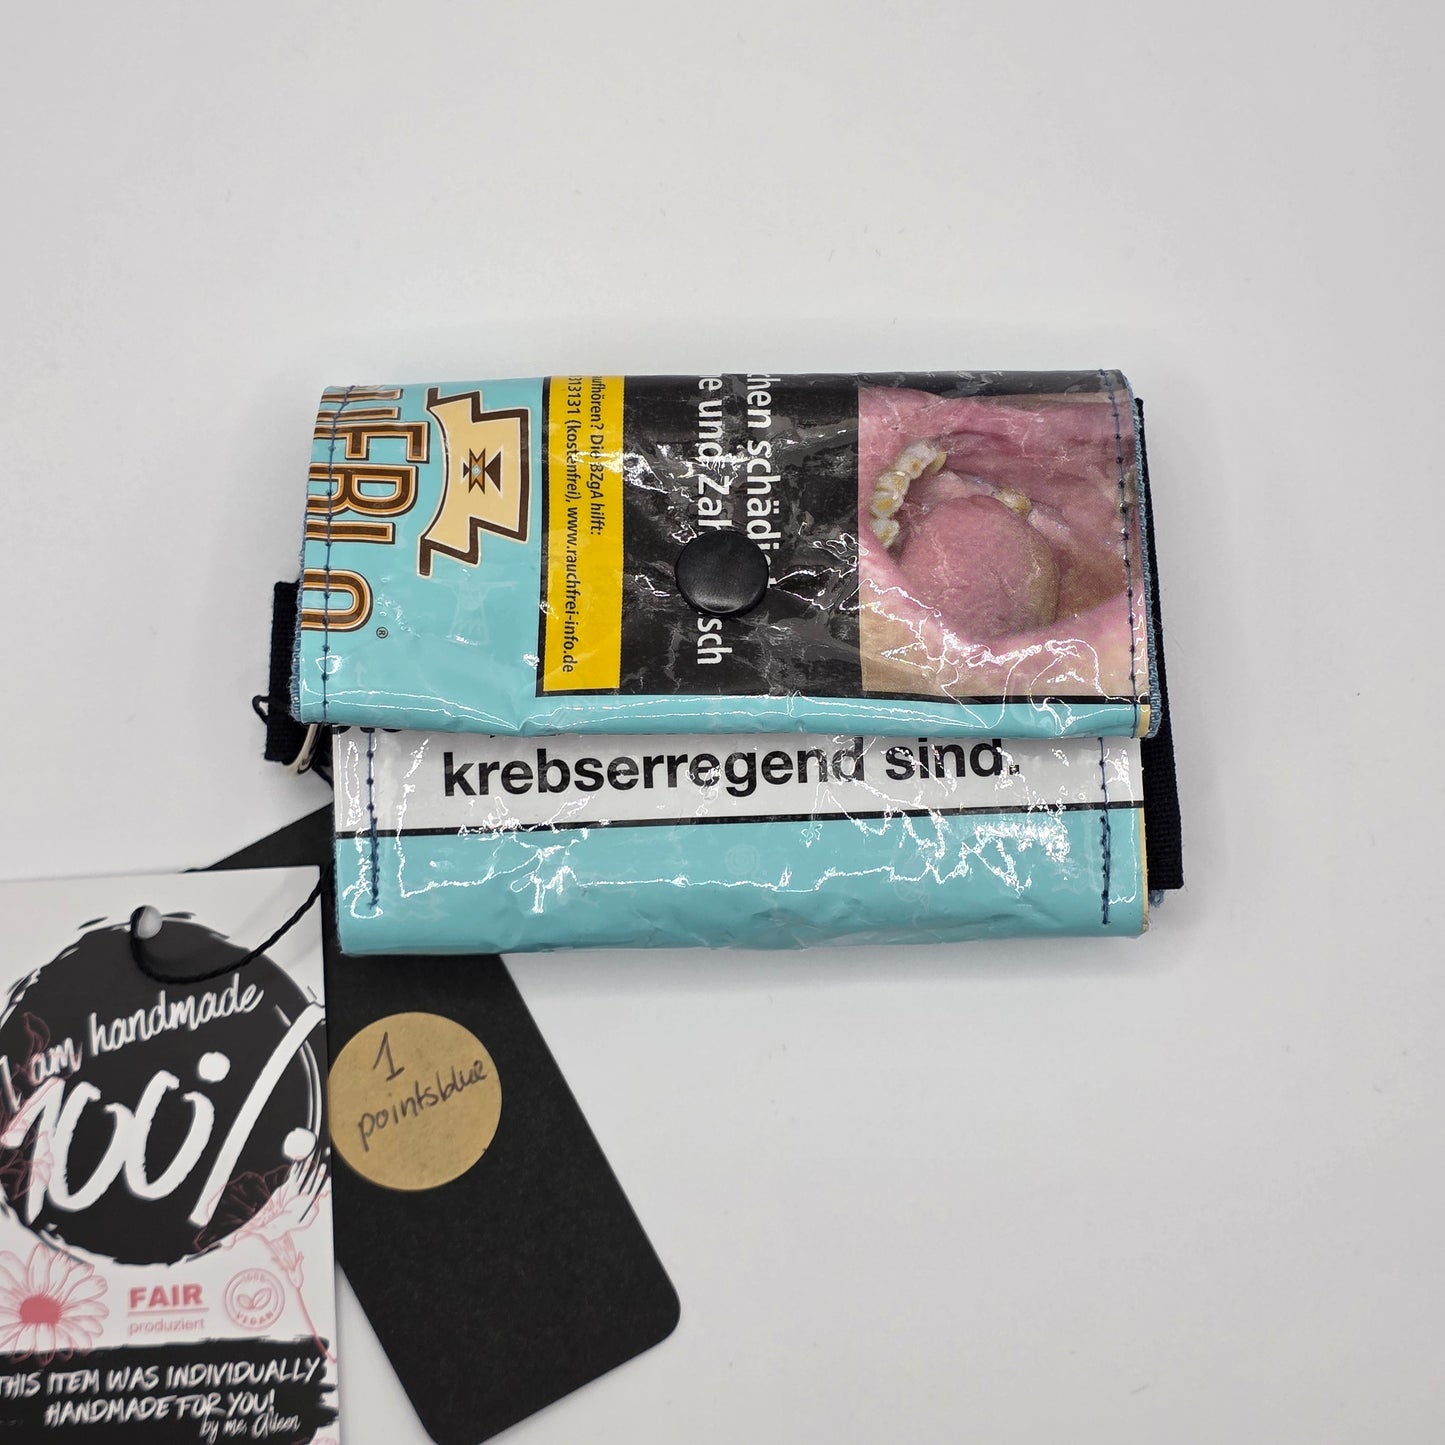 ®
aufhören? Die BZgA hilft:
313131 (kostenfrei), www.rauchfrei-info.de
chen schädi
e und Za
sch
krebserregend sind.
I am handmade
100%
FAIR
produziert
VEGAN
THIS ITEM WAS INDIVIDUALLY
HANDMADE FOR YOU!
by me, Aileen
1
pointsblue